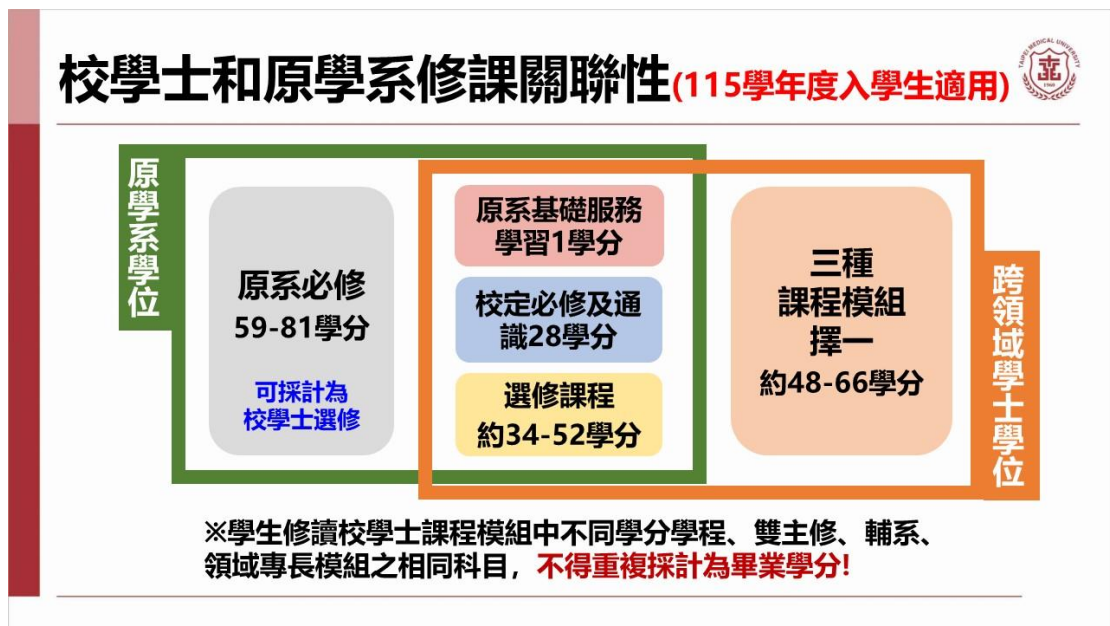 校學士和原學系修課關聯性(115學年度入學生適用)
TAIPEI MEDICAL UNIVERSITY
1960
原學系學位
原系必修
59-81學分
可採計為
校學士選修
原系基礎服務
學習1學分
校定必修及通
識28學分
選修課程
約34-52學分
三種
課程模組
擇一
約48-66學分
跨領域學士學位
※學生修讀校學士課程模組中不同學分學程、雙主修、輔系、
領域專長模組之相同科目，不得重複採計為畢業學分!